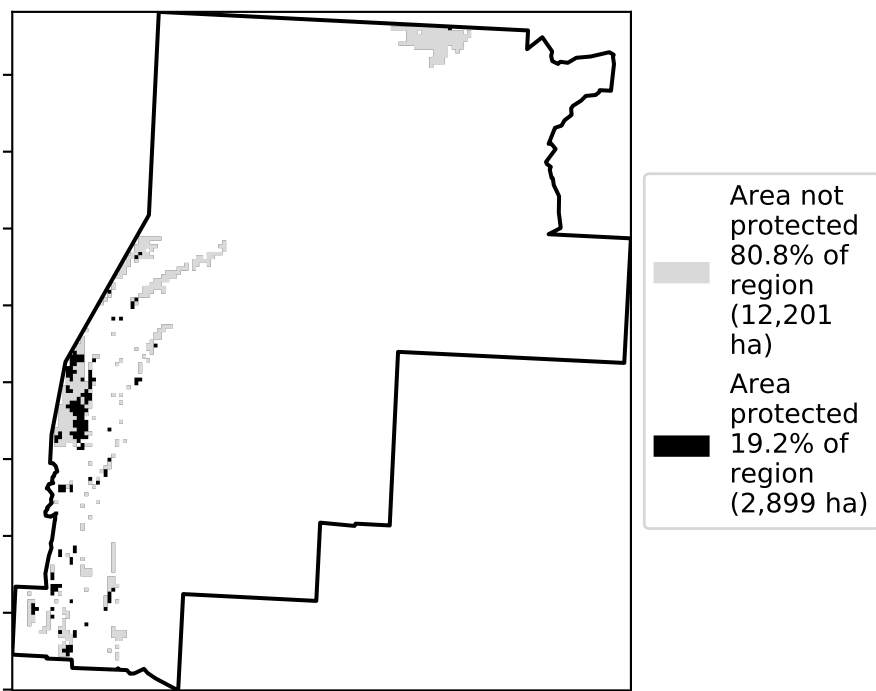 Area not
protected
80.8% of
region
(12,201
ha)
Area
protected
19.2% of
region
(2,899 ha)